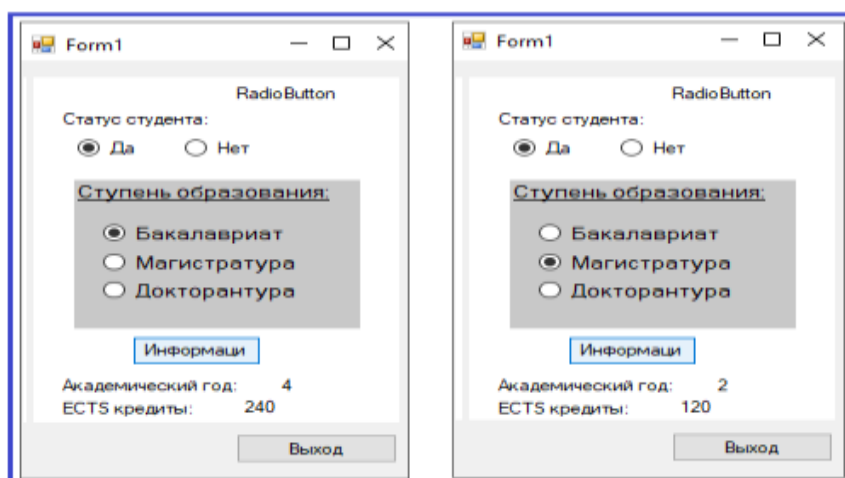 Form1
RadioButton
Статус студента:
Да Нет
Ступень образования:
Бакалавриат
Магистратура
Докторантура
Информаци
Академический год: 4
ECTS кредиты: 240
Выход
Form1
RadioButton
Статус студента:
Да Нет
Ступень образования:
Бакалавриат
Магистратура
Докторантура
Информаци
Академический год: 2
ECTS кредиты: 120
Выход